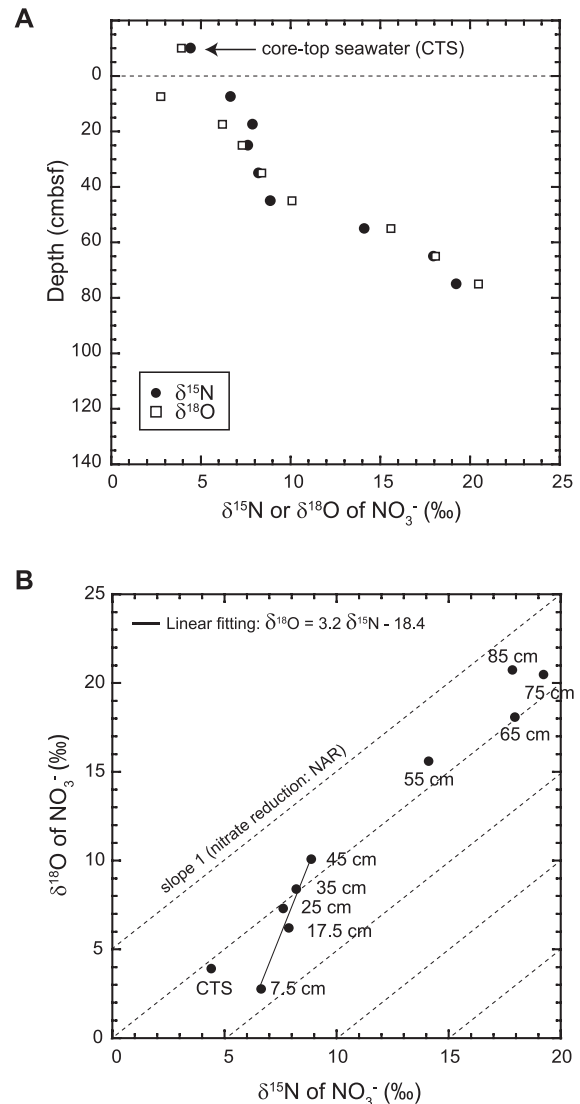 A
core-top seawater (CTS)
0
20
40
60
80
100
120
140
Depth (cmbsf)
δ¹⁵N
δ¹⁸O
0 5 10 15 20 25
δ¹⁵N or δ¹⁸O of NO₃⁻ (‰)
B
25
20
15
10
5
0
δ¹⁸O of NO₃⁻ (‰)
Linear fitting: δ¹⁸O = 3.2 δ¹⁵N - 18.4
slope 1 (nitrate reduction: NAR)
85 cm
75 cm
65 cm
55 cm
45 cm
35 cm
25 cm
17.5 cm
CTS
7.5 cm
0 5 10 15 20
δ¹⁵N of NO₃⁻ (‰)